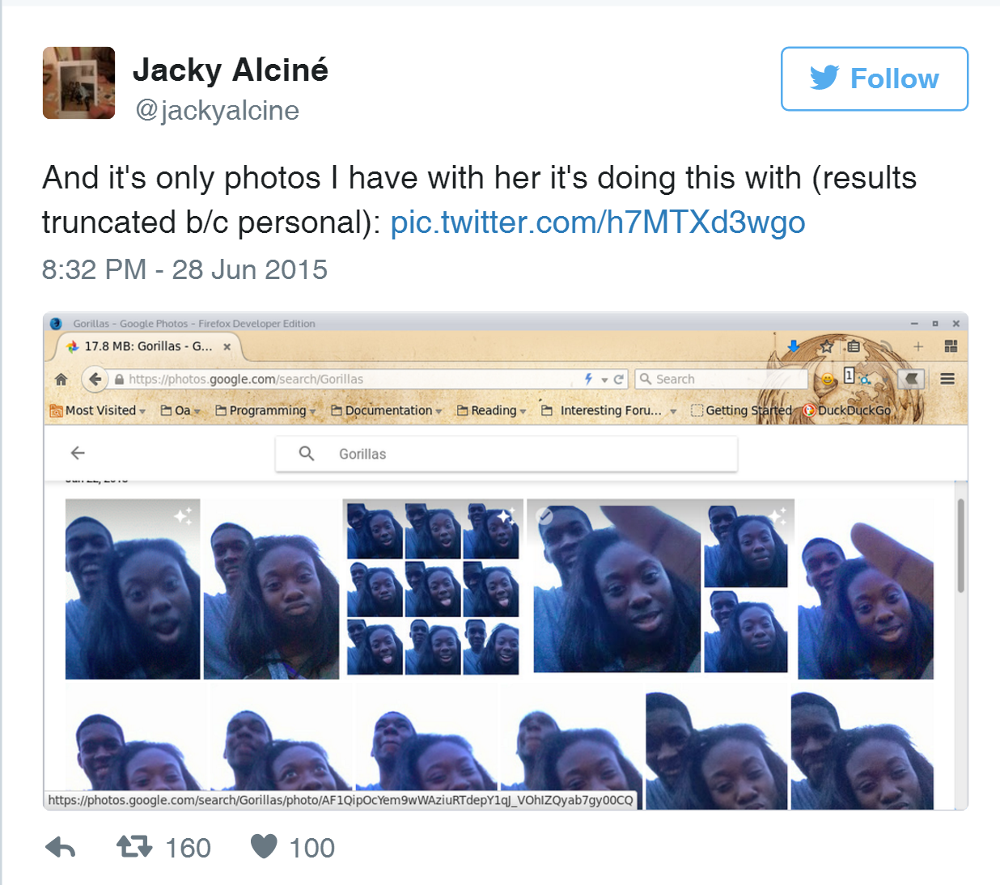 Jacky Alciné
@jackyalcine
Follow
And it's only photos I have with her it's doing this with (results
truncated b/c personal): pic.twitter.com/h7MTXd3wgo
8:32 PM - 28 Jun 2015
Gorillas - Google Photos - Firefox Developer Edition
17.8 MB: Gorillas - G...
https://photos.google.com/search/Gorillas
Search
1
Most Visited Oa Programming Documentation Reading Interesting Foru... Getting Started DuckDuckGo
Gorillas
https://photos.google.com/search/Gorillas/photo/AF1QipOcYem9wWAziuRTdepY1qJ_VOhIZQyab7gy00CQ
160 100